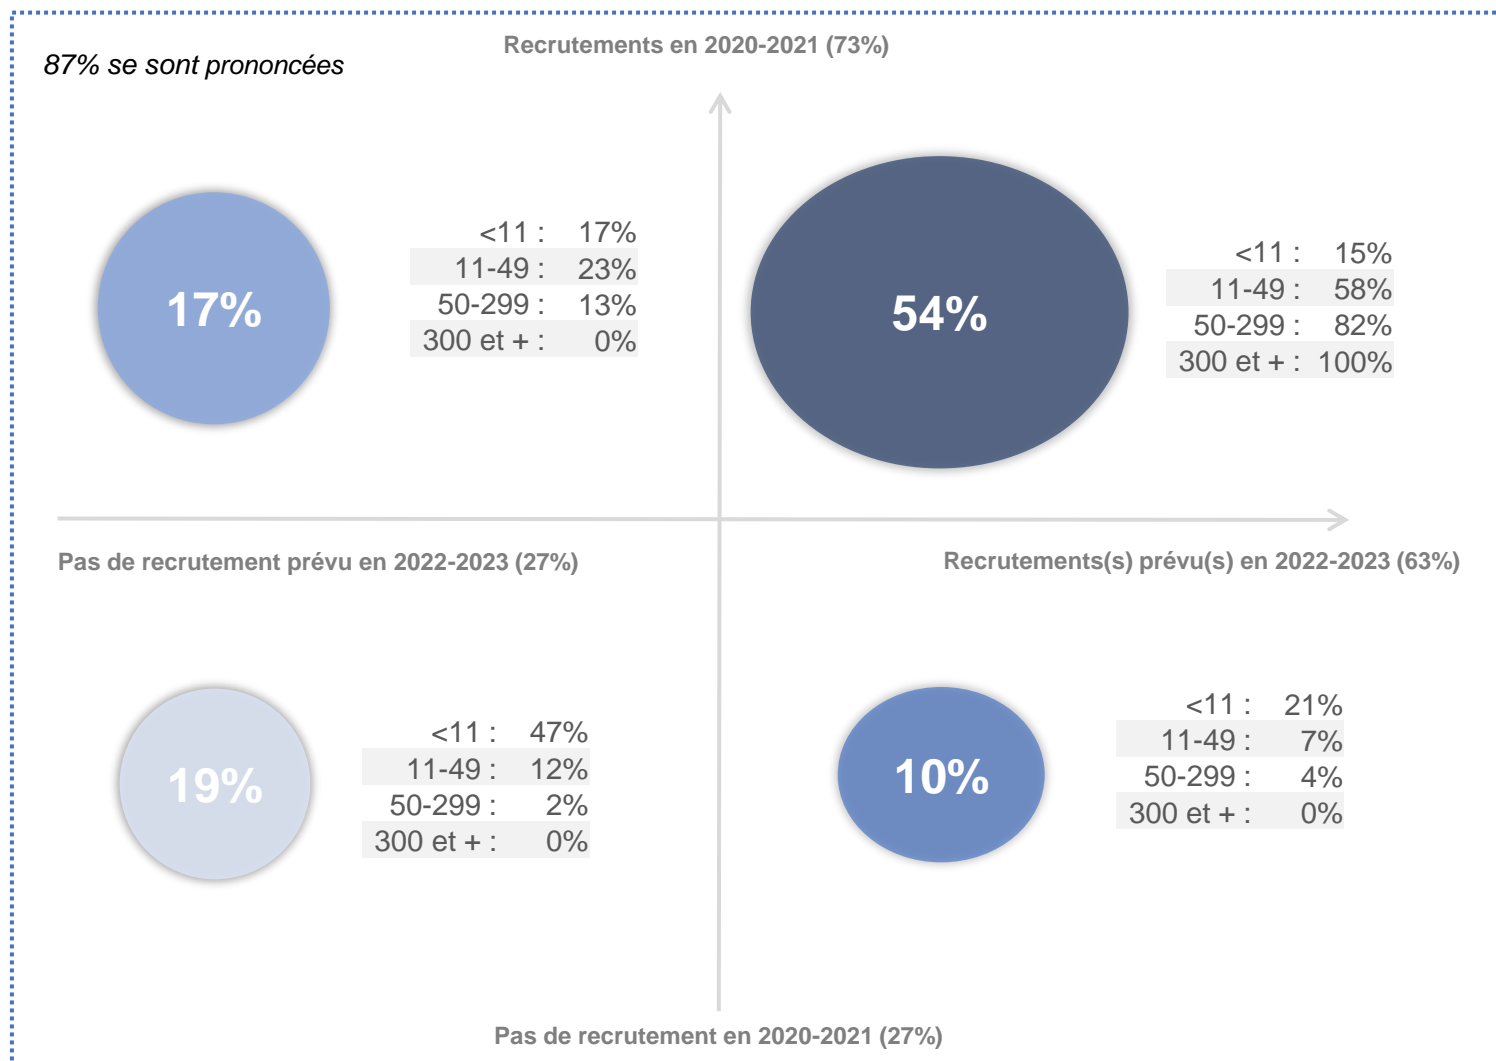 Recrutements en 2020-2021 (73%)
87% se sont prononcées
17%
<11 : 17%
11-49 : 23%
50-299 : 13%
300 et + : 0%
54%
<11 : 15%
11-49 : 58%
50-299 : 82%
300 et + : 100%
Pas de recrutement prévu en 2022-2023 (27%)
Recrutements(s) prévu(s) en 2022-2023 (63%)
19%
<11 : 47%
11-49 : 12%
50-299 : 2%
300 et + : 0%
10%
<11 : 21%
11-49 : 7%
50-299 : 4%
300 et + : 0%
Pas de recrutement en 2020-2021 (27%)